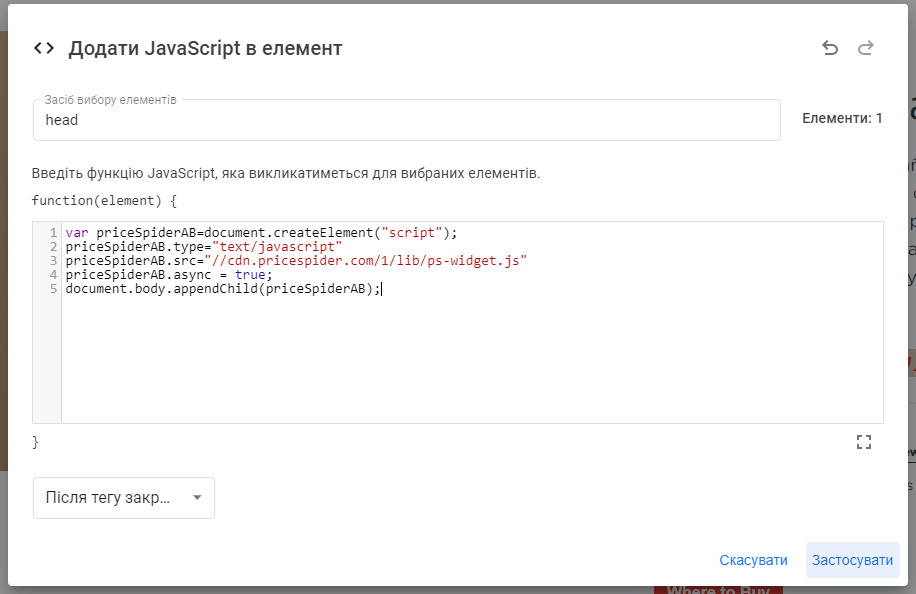 Додати JavaScript в елемент
Засіб вибору елементів
head
Елементи: 1
Введіть функцію JavaScript, яка викликатиметься для вибраних елементів.
function(element) {
1 var priceSpiderAB=document.createElement("script");
2 priceSpiderAB.type="text/javascript"
3 priceSpiderAB.src="//cdn.pricespider.com/1/lib/ps-widget.js"
4 priceSpiderAB.async = true;
5 document.body.appendChild(priceSpiderAB);
}
Після тегу закр...
Скасувати Застосувати
Where to Buy